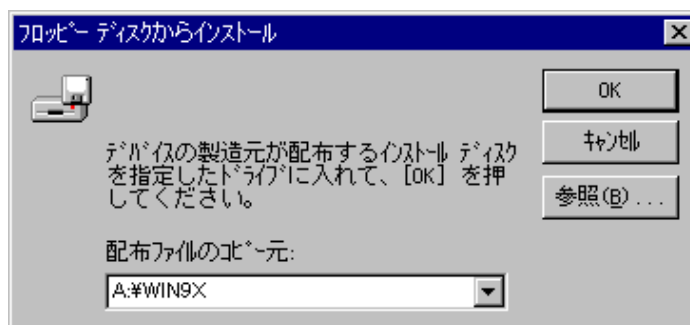 ﾌﾛｯﾋﾟｰ ﾃﾞｨｽｸからｲﾝｽﾄｰﾙ
OK
ﾃﾞﾊﾞｲｽの製造元が配布するｲﾝｽﾄｰﾙ ﾃﾞｨｽｸ
を指定したﾄﾞﾗｲﾌﾞに入れて、[OK] を押
してください。
ｷｬﾝｾﾙ
参照(B)...
配布ﾌｧｲﾙのｺﾋﾟｰ元:
A:¥WIN9X